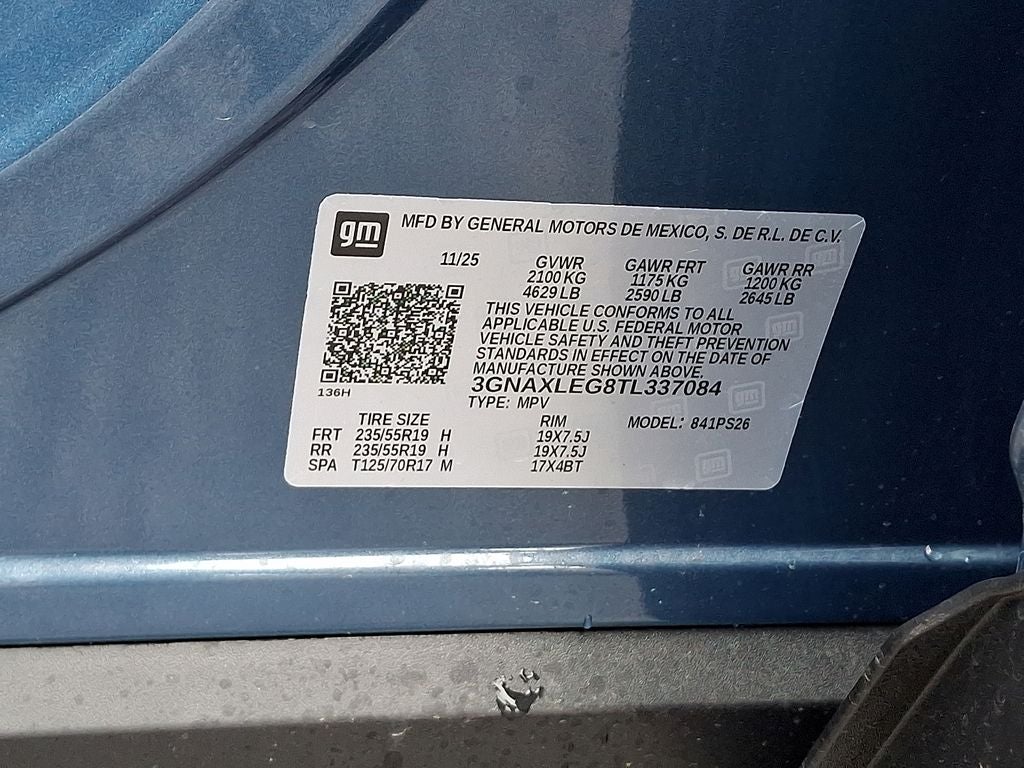 gm MFD BY GENERAL MOTORS DE MEXICO, S. DE R.L. DE C.V.
11/25 GVWR GAWR FRT GAWR RR
2100 KG 1175 KG 1200 KG
4629 LB 2590 LB 2645 LB
THIS VEHICLE CONFORMS TO ALL
APPLICABLE U.S. FEDERAL MOTOR
VEHICLE SAFETY AND THEFT PREVENTION
STANDARDS IN EFFECT ON THE DATE OF
MANUFACTURE SHOWN ABOVE.
136H
3GNAXLEG8TL337084
TYPE: MPV
TIRE SIZE RIM MODEL: 841PS26
FRT 235/55R19 H 19X7.5J
RR 235/55R19 H 19X7.5J
SPA T125/70R17 M 17X4BT